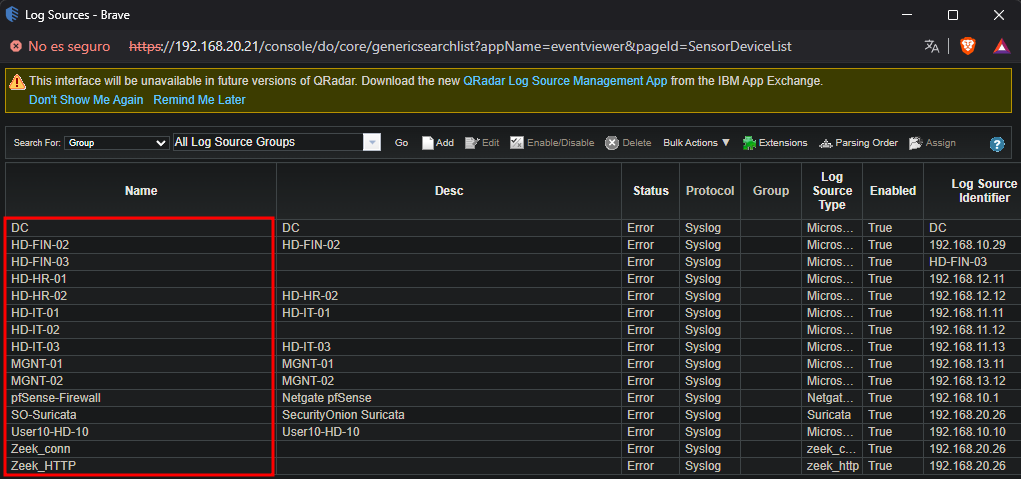 Log Sources - Brave
No es seguro https://192.168.20.21/console/do/core/genericsearchlist?appName=eventviewer&pageId=SensorDeviceList
This interface will be unavailable in future versions of QRadar. Download the new QRadar Log Source Management App from the IBM App Exchange.
Don't Show Me Again Remind Me Later
Search For: Group All Log Source Groups Go Add Edit Enable/Disable Delete Bulk Actions ▼ Extensions Parsing Order Assign
Name Desc Status Protocol Group Log Source Type Enabled Log Source Identifier
DC DC Error Syslog Micros... True DC
HD-FIN-02 HD-FIN-02 Error Syslog Micros... True 192.168.10.29
HD-FIN-03 Error Syslog Micros... True HD-FIN-03
HD-HR-01 Error Syslog Micros... True 192.168.12.11
HD-HR-02 HD-HR-02 Error Syslog Micros... True 192.168.12.12
HD-IT-01 HD-IT-01 Error Syslog Micros... True 192.168.11.11
HD-IT-02 Error Syslog Micros... True 192.168.11.12
HD-IT-03 HD-IT-03 Error Syslog Micros... True 192.168.11.13
MGNT-01 MGNT-01 Error Syslog Micros... True 192.168.13.11
MGNT-02 MGNT-02 Error Syslog Micros... True 192.168.13.12
pfSense-Firewall Netgate pfSense Error Syslog Netgat... True 192.168.10.1
SO-Suricata SecurityOnion Suricata Error Syslog Suricata True 192.168.20.26
User10-HD-10 User10-HD-10 Error Syslog Micros... True 192.168.10.10
Zeek_conn Error Syslog zeek_c... True 192.168.20.26
Zeek_HTTP Error Syslog zeek_http True 192.168.20.26